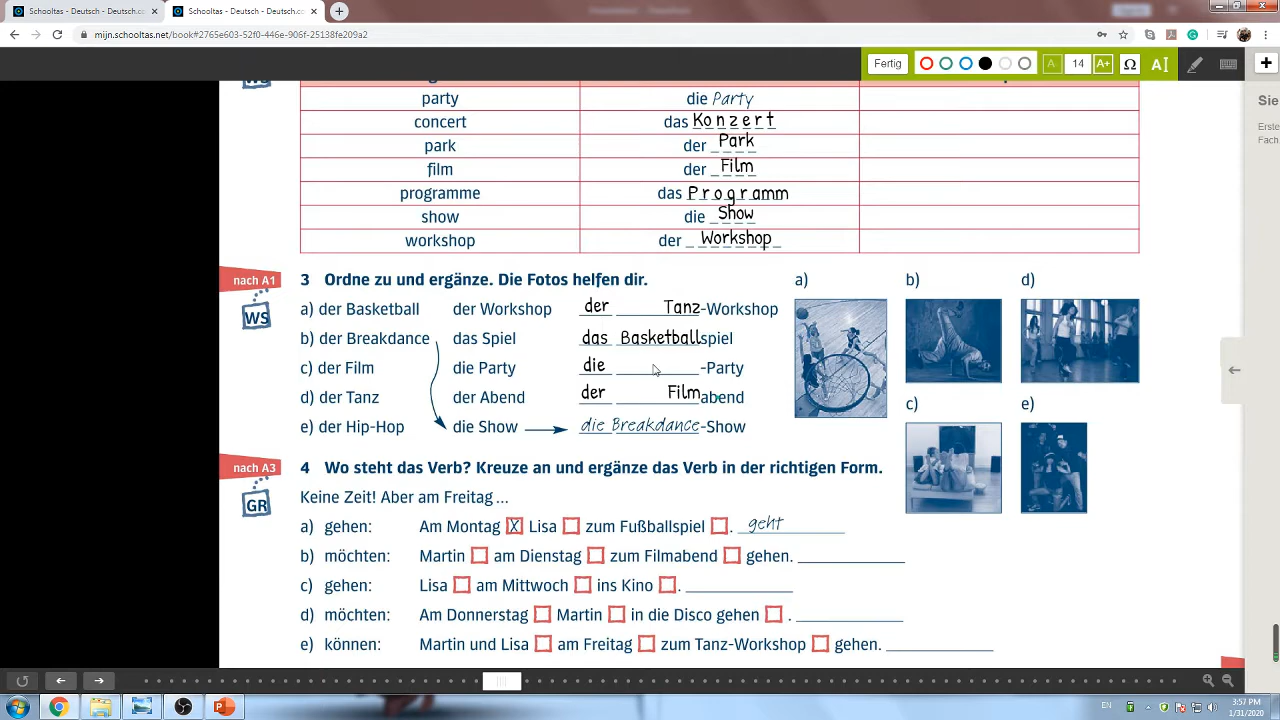 Schooltas - Deutsch - Deutsch.co
Schooltas - Deutsch - Deutsch.co
mijn.schooltas.net/book#2765e603-52f0-446e-906f-25138fe209a2
Fertig
A
14
A+
Ω
AI
Sie
Erste
Fach
party die Party
concert das Konzert
park der Park
film der Film
programme das Programm
show die Show
workshop der Workshop
nach A1
WS
3 Ordne zu und ergänze. Die Fotos helfen dir.
a) der Basketball der Workshop der Tanz-Workshop
b) der Breakdance das Spiel das Basketballspiel
c) der Film die Party die ______-Party
d) der Tanz der Abend der Filmabend
e) der Hip-Hop die Show die Breakdance-Show
a) b) d)
c) e)
nach A3
GR
4 Wo steht das Verb? Kreuze an und ergänze das Verb in der richtigen Form.
Keine Zeit! Aber am Freitag ...
a) gehen: Am Montag X Lisa zum Fußballspiel . geht
b) möchten: Martin am Dienstag zum Filmabend gehen.
c) gehen: Lisa am Mittwoch ins Kino .
d) möchten: Am Donnerstag Martin in die Disco gehen .
e) können: Martin und Lisa am Freitag zum Tanz-Workshop gehen.
EN
3:57 PM
1/31/2020